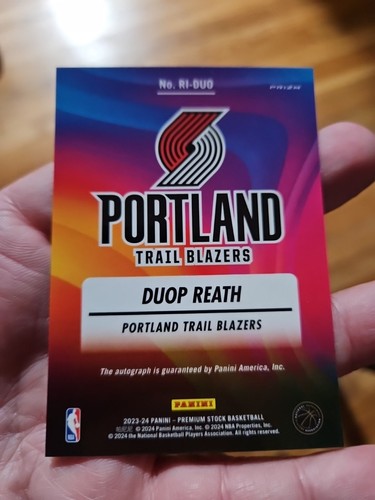 No. RI-DUO
PRIZM
PORTLAND
TRAIL BLAZERS
DUOP REATH
PORTLAND TRAIL BLAZERS
The autograph is guaranteed by Panini America, Inc.
PANINI
2023-24 PANINI – PREMIUM STOCK BASKETBALL
© 2024 Panini America, Inc. © 2024 NBA Properties, Inc.
© 2024 the National Basketball Players Association. All rights reserved.
NBA